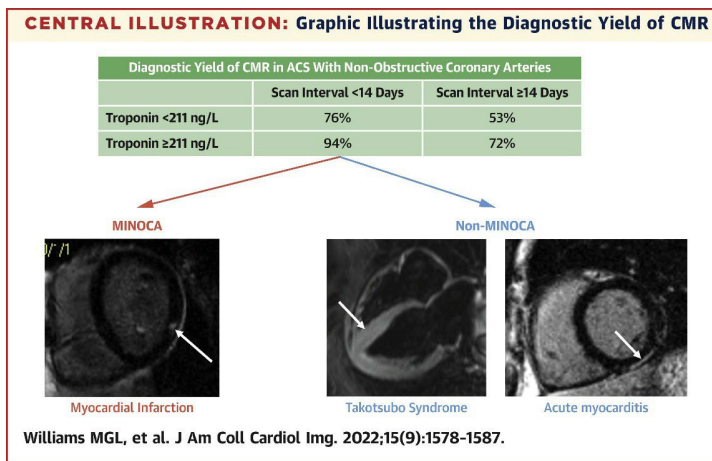 CENTRAL ILLUSTRATION: Graphic Illustrating the Diagnostic Yield of CMR
Diagnostic Yield of CMR in ACS With Non-Obstructive Coronary Arteries
Scan Interval <14 Days Scan Interval ≥14 Days
Troponin <211 ng/L 76% 53%
Troponin ≥211 ng/L 94% 72%
MINOCA Non-MINOCA
Myocardial Infarction Takotsubo Syndrome Acute myocarditis
Williams MGL, et al. J Am Coll Cardiol Img. 2022;15(9):1578-1587.